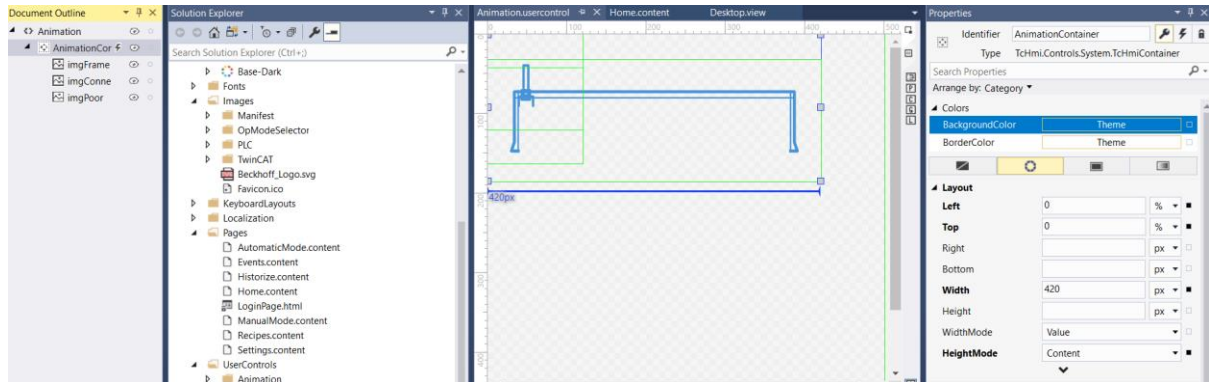 Document Outline
Animation
AnimationCor
imgFrame
imgConne
imgPoor
Solution Explorer
Search Solution Explorer (Ctrl+;)
Base-Dark
Fonts
Images
Manifest
OpModeSelector
PLC
TwinCAT
Beckhoff_Logo.svg
Favicon.ico
KeyboardLayouts
Localization
Pages
AutomaticMode.content
Events.content
Historize.content
Home.content
LoginPage.html
ManualMode.content
Recipes.content
Settings.content
UserControls
Animation
Animation.usercontrol Home.content Desktop.view
0 100 200 300 400 500
100
200
300
400
420px
D
P
C
G
L
Properties
Identifier AnimationContainer
Type TcHmi.Controls.System.TcHmiContainer
Search Properties
Arrange by: Category
Colors
BackgroundColor Theme
BorderColor Theme
Layout
Left 0 %
Top 0 %
Right px
Bottom px
Width 420 px
Height px
WidthMode Value
HeightMode Content